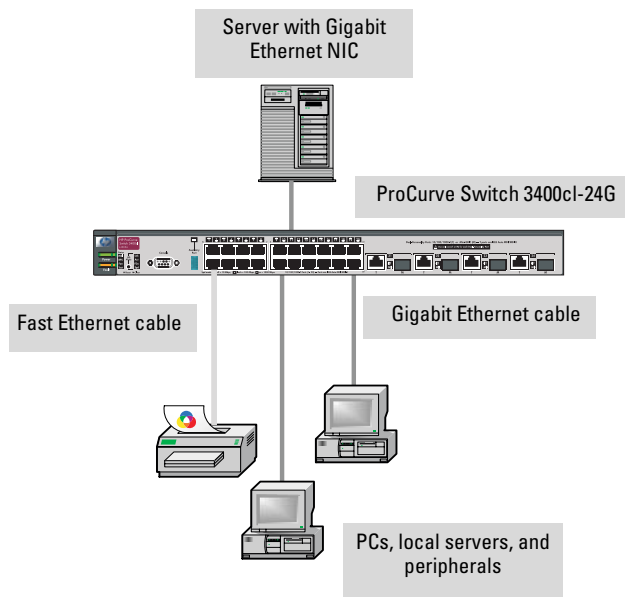 Server with Gigabit
Ethernet NIC
ProCurve Switch 3400cl-24G
Fast Ethernet cable
Gigabit Ethernet cable
PCs, local servers, and
peripherals